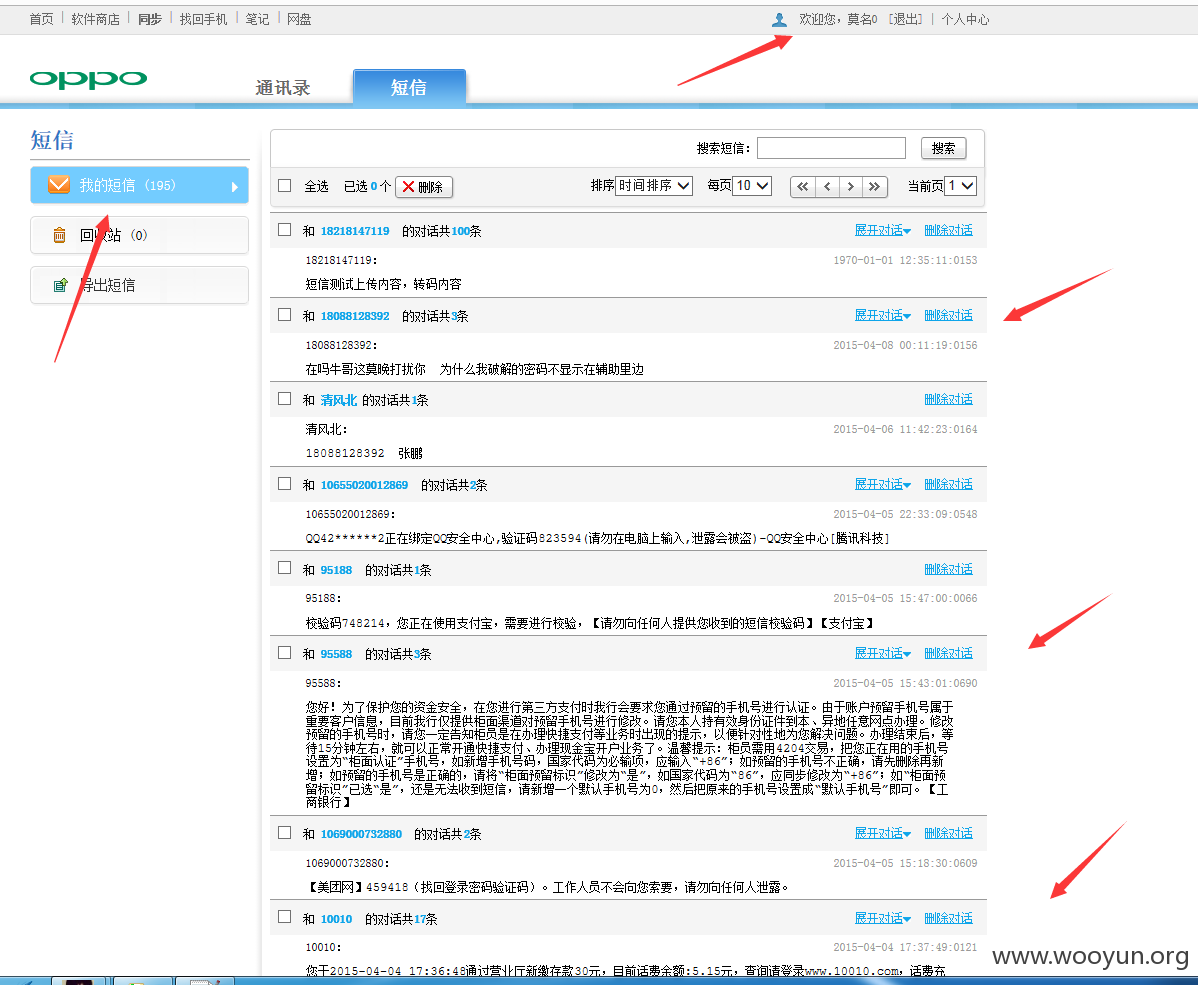 首页 | 软件商店 | 同步 | 找回手机 | 笔记 | 网盘 欢迎您，莫名0 [退出] | 个人中心
oppo 通讯录 短信
短信
搜索短信： 搜索
我的短信（195）
全选 已选0个 删除 排序 时间排序 每页 10 当前页 1
回收站（0）
导出短信
和 18218147119 的对话共100条 展开对话 删除对话
18218147119: 1970-01-01 12:35:11:0153
短信测试上传内容，转码内容
和 18088128392 的对话共3条 展开对话 删除对话
18088128392: 2015-04-08 00:11:19:0156
在吗牛哥这莫晚打扰你 为什么我破解的密码不显示在辅助里边
和 清风北 的对话共1条 删除对话
清风北: 2015-04-06 11:42:23:0164
18088128392 张鹏
和 10655020012869 的对话共2条 展开对话 删除对话
10655020012869: 2015-04-05 22:33:09:0548
QQ42******2正在绑定QQ安全中心,验证码823594(请勿在电脑上输入,泄露会被盗)-QQ安全中心[腾讯科技]
和 95188 的对话共1条 删除对话
95188: 2015-04-05 15:47:00:0066
校验码748214，您正在使用支付宝，需要进行校验，【请勿向任何人提供您收到的短信校验码】【支付宝】
和 95588 的对话共3条 展开对话 删除对话
95588: 2015-04-05 15:43:01:0690
您好！为了保护您的资金安全，在您进行第三方支付时我行会要求您通过预留的手机号进行认证。由于账户预留手机号属于
重要客户信息，目前我行仅提供柜面渠道对预留手机号进行修改。请您本人持有效身份证件到本、异地任意网点办理。修改
预留的手机号时，请您一定告知柜员是在办理快捷支付等业务时出现的提示，以便针对性地为您解决问题。办理结束后，等
待15分钟左右，就可以正常开通快捷支付、办理现金宝开户业务了。温馨提示：柜员需用4204交易，把您正在用的手机号
设置为“柜面认证”手机号，如新增手机号码，国家代码为必输项，应输入“+86”；如预留的手机号不正确，请先删除再新
增，如预留的手机号是正确的，请将“柜面预留标识”修改为“是”，如国家代码为“86”，应同步修改为“+86”；如“柜面预
留标识”已选“是”，还是无法收到短信，请新增一个默认手机号为0，然后把原来的手机号设置成“默认手机号”即可。【工
商银行】
和 1069000732880 的对话共2条 展开对话 删除对话
1069000732880: 2015-04-05 15:18:30:0609
【美团网】459418（找回登录密码验证码）。工作人员不会向您索要，请勿向任何人泄露。
和 10010 的对话共17条 展开对话 删除对话
10010: 2015-04-04 17:37:49:0121
您于2015-04-04 17:36:48通过营业厅新缴存款30元，目前话费余额:5.15元，查询请登录www.10010.com，话费充
www.wooyun.org